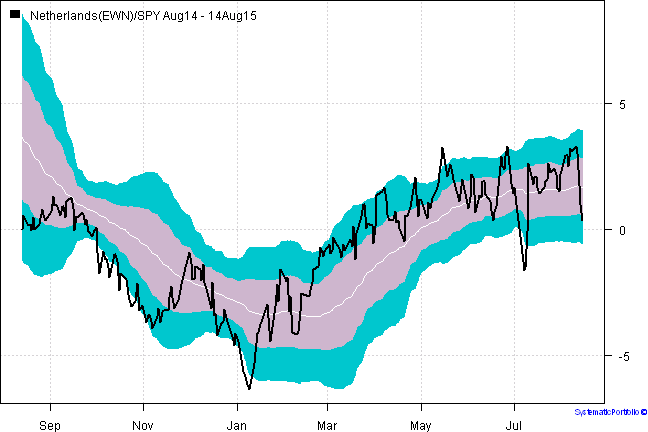 Netherlands(EWN)/SPY Aug14 - 14Aug15
5
0
-5
Sep Nov Jan Mar May Jul
SystematicPortfolio ©